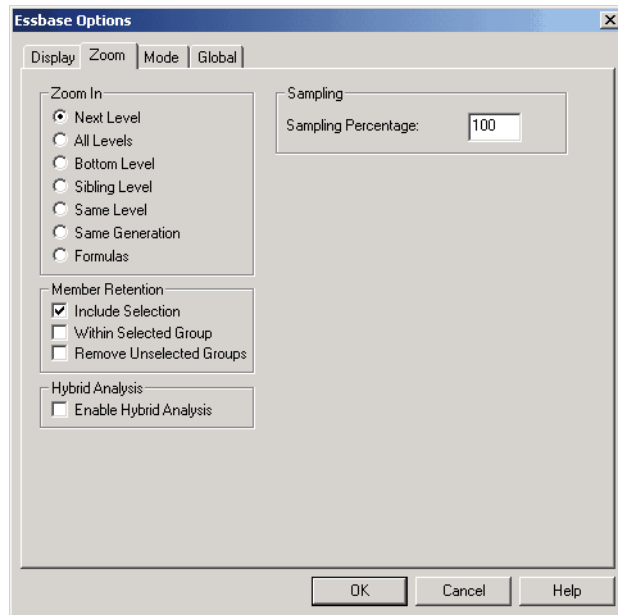 Essbase Options
Display Zoom Mode Global
Zoom In
Next Level
All Levels
Bottom Level
Sibling Level
Same Level
Same Generation
Formulas
Member Retention
Include Selection
Within Selected Group
Remove Unselected Groups
Hybrid Analysis
Enable Hybrid Analysis
Sampling
Sampling Percentage: 100
OK Cancel Help